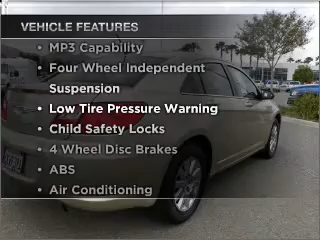 VEHICLE FEATURES
• MP3 Capability
• Four Wheel Independent
Suspension
• Low Tire Pressure Warning
• Child Safety Locks
• 4 Wheel Disc Brakes
• ABS
• Air Conditioning